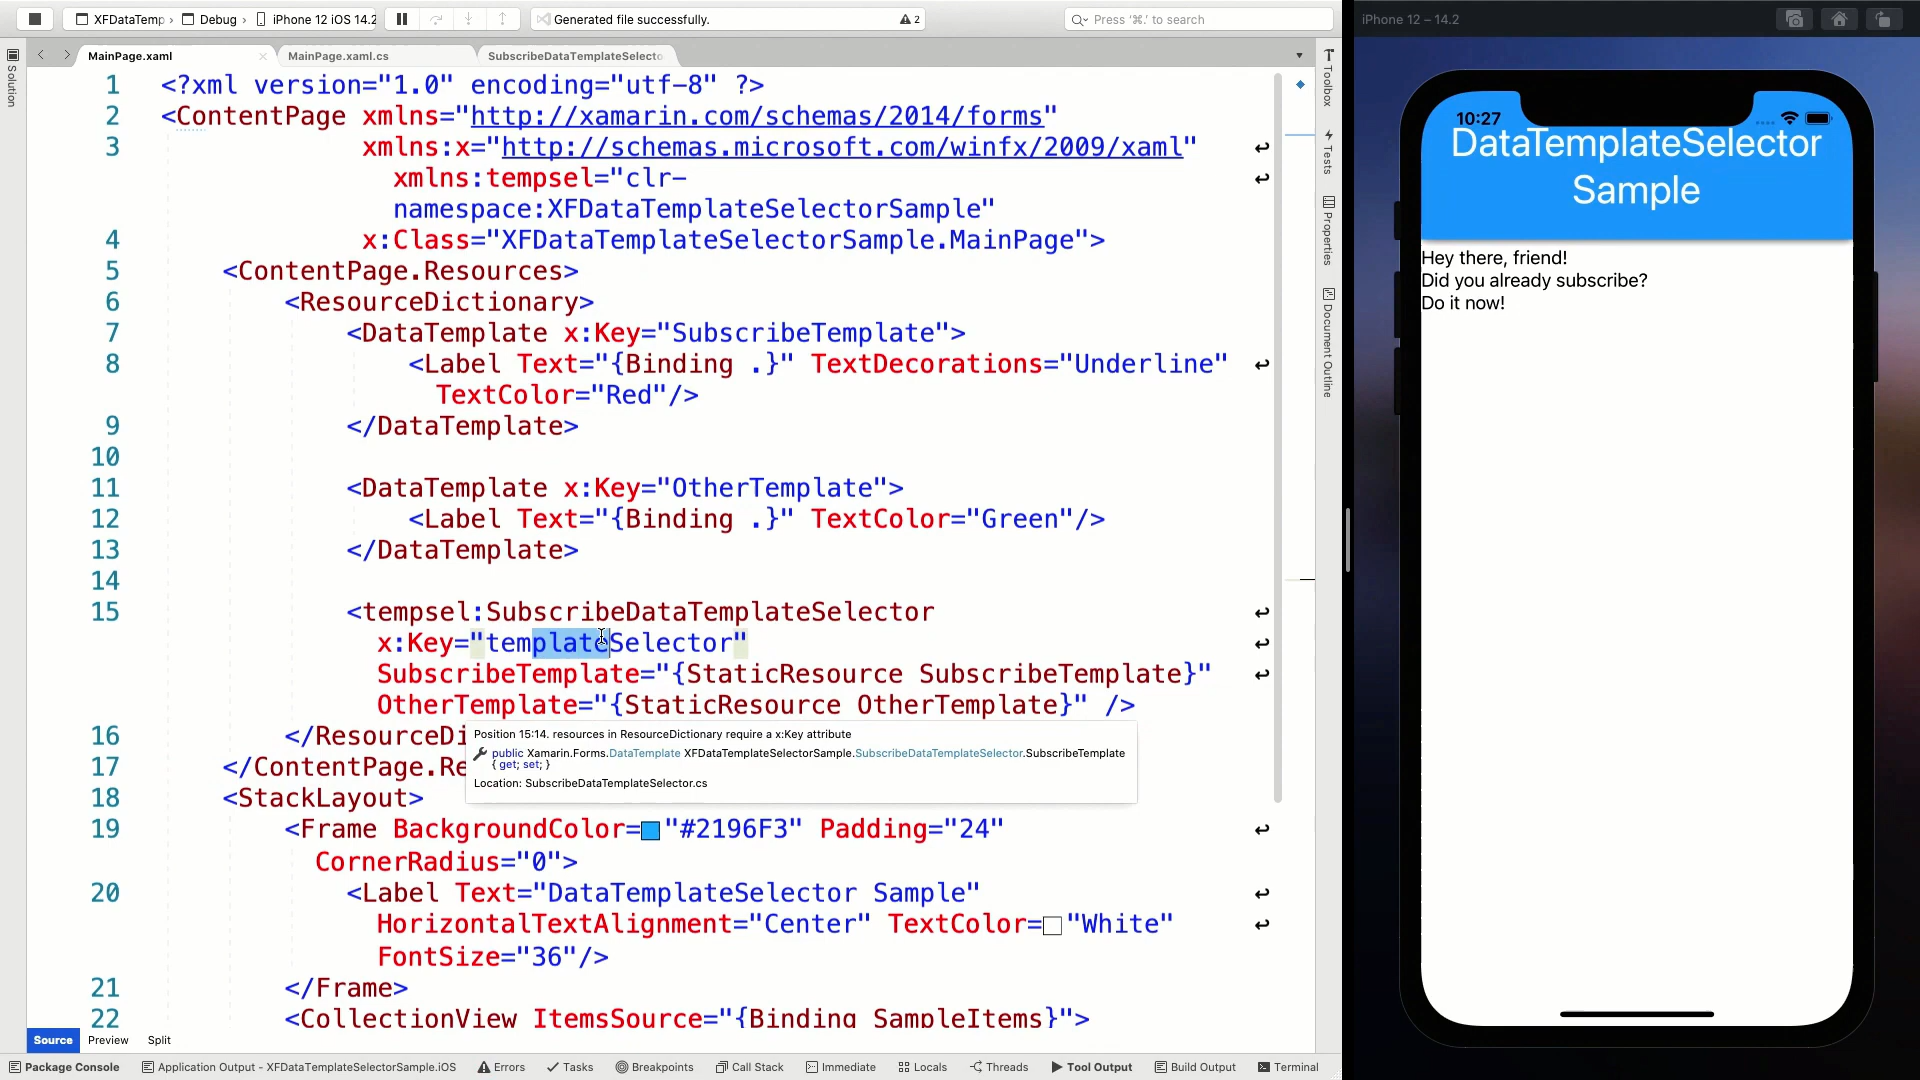 XFDataTemp › Debug › iPhone 12 iOS 14.2
Generated file successfully.
2
Press '⌘.' to search
MainPage.xaml
MainPage.xaml.cs
SubscribeDataTemplateSelecto
Solution
1 <?xml version="1.0" encoding="utf-8" ?>
2 <ContentPage xmlns="http://xamarin.com/schemas/2014/forms"
3 xmlns:x="http://schemas.microsoft.com/winfx/2009/xaml"
xmlns:tempsel="clr-
namespace:XFDataTemplateSelectorSample"
4 x:Class="XFDataTemplateSelectorSample.MainPage">
5 <ContentPage.Resources>
6 <ResourceDictionary>
7 <DataTemplate x:Key="SubscribeTemplate">
8 <Label Text="{Binding .}" TextDecorations="Underline"
TextColor="Red"/>
9 </DataTemplate>
10
11 <DataTemplate x:Key="OtherTemplate">
12 <Label Text="{Binding .}" TextColor="Green"/>
13 </DataTemplate>
14
15 <tempsel:SubscribeDataTemplateSelector
x:Key="templateSelector"
SubscribeTemplate="{StaticResource SubscribeTemplate}"
OtherTemplate="{StaticResource OtherTemplate}" />
16 </ResourceDi
17 </ContentPage.Re
Position 15:14. resources in ResourceDictionary require a x:Key attribute
public Xamarin.Forms.DataTemplate XFDataTemplateSelectorSample.SubscribeDataTemplateSelector.SubscribeTemplate
{ get; set; }
Location: SubscribeDataTemplateSelector.cs
18 <StackLayout>
19 <Frame BackgroundColor="#2196F3" Padding="24"
CornerRadius="0">
20 <Label Text="DataTemplateSelector Sample"
HorizontalTextAlignment="Center" TextColor="White"
FontSize="36"/>
21 </Frame>
22 <CollectionView ItemsSource="{Binding SampleItems}">
Source
Preview
Split
Toolbox
Tests
Properties
Document Outline
Package Console
Application Output - XFDataTemplateSelectorSample.iOS
Errors
Tasks
Breakpoints
Call Stack
Immediate
Locals
Threads
Tool Output
Build Output
Terminal
iPhone 12 – 14.2
10:27
DataTemplateSelector
Sample
Hey there, friend!
Did you already subscribe?
Do it now!